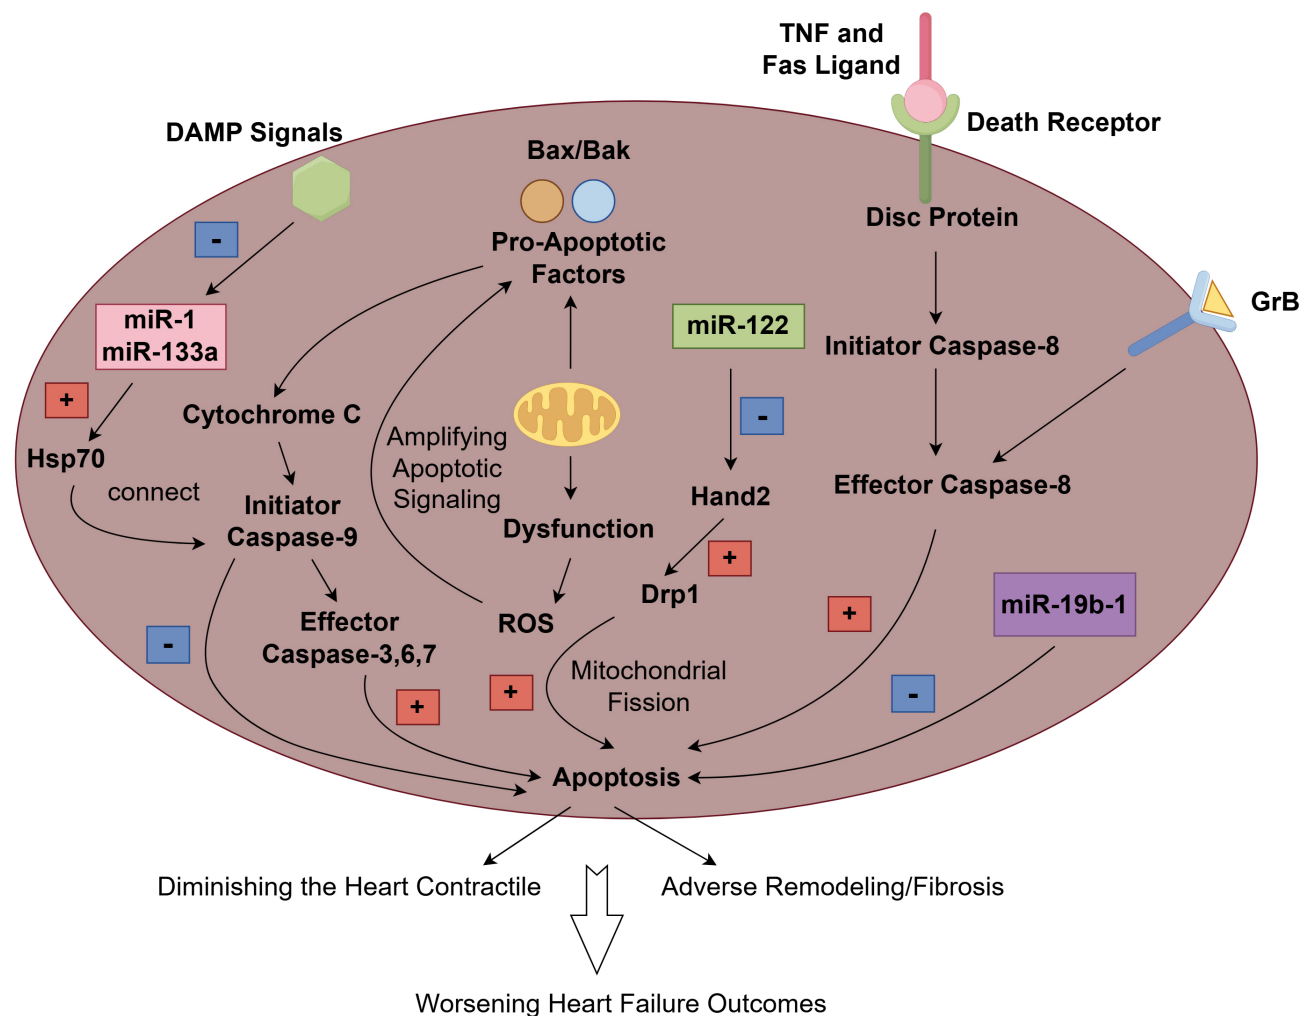 TNF and
Fas Ligand
Death Receptor
DAMP Signals
Bax/Bak
Disc Protein
-
Pro-Apoptotic
Factors
GrB
miR-1
miR-133a
miR-122
Initiator Caspase-8
+
-
Cytochrome C
Amplifying
Apoptotic
Signaling
Hsp70
connect
Effector Caspase-8
Hand2
Initiator
Caspase-9
Dysfunction
+
Drp1
miR-19b-1
+
Effector
Caspase-3,6,7
ROS
-
Mitochondrial
Fission
+
+
-
Apoptosis
Diminishing the Heart Contractile
Adverse Remodeling/Fibrosis
Worsening Heart Failure Outcomes